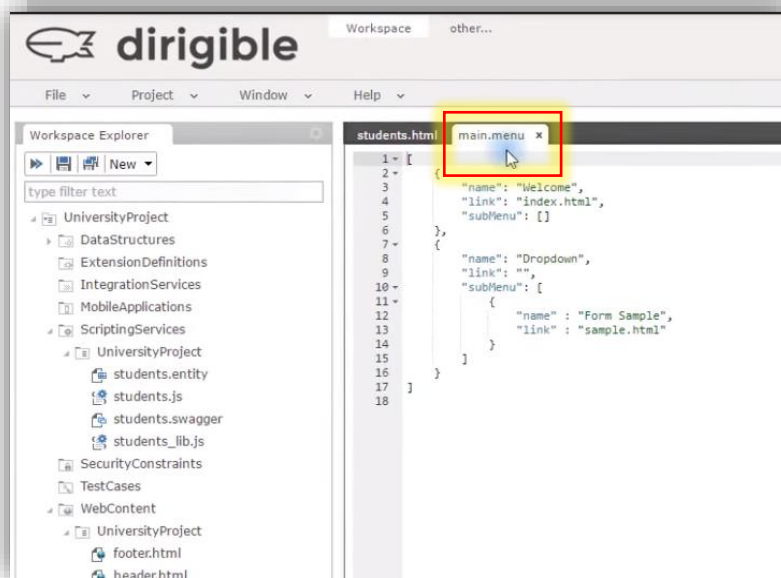 dirigible
Workspace other...
File Project Window Help
Workspace Explorer
New
type filter text
UniversityProject
DataStructures
ExtensionDefinitions
IntegrationServices
MobileApplications
ScriptingServices
UniversityProject
students.entity
students.js
students.swagger
students_lib.js
SecurityConstraints
TestCases
WebContent
UniversityProject
footer.html
header.html
students.html main.menu ×
1 [
2 {
3 "name": "Welcome",
4 "link": "index.html",
5 "subMenu": []
6 },
7 {
8 "name": "Dropdown",
9 "link": "",
10 "subMenu": [
11 {
12 "name" : "Form Sample",
13 "link" : "sample.html"
14 }
15 ]
16 }
17 ]
18